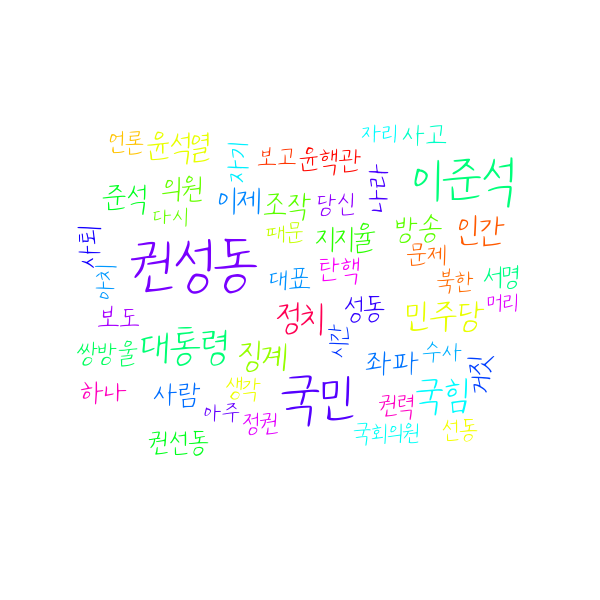 언론 윤석열 자기 보고 윤핵관 자리 사고
준석 의원 이제 조작 당신 나라 이준석
다시 때문 지지율 방송 인간
사퇴 권성동 대표 탄핵 문제
아치 북한 서명
보도 정치 성동 민주당 머리
쌍방울 대통령 징계 시간 좌파 수사 거짓
하나 사람 생각 국민 권력 국힘
아주 정권
권선동 국회의원 선동